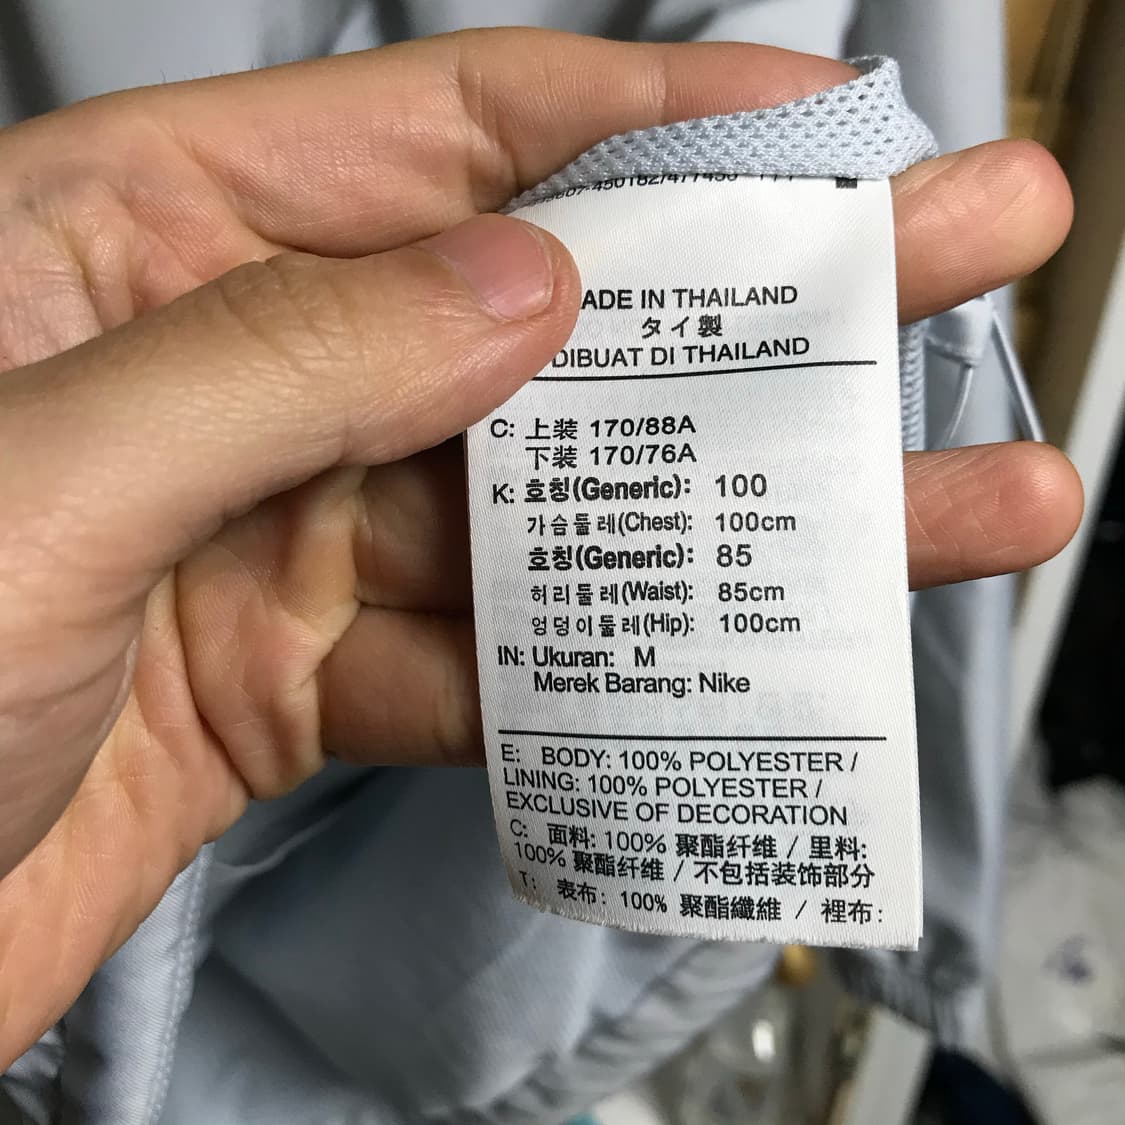 ADE IN THAILAND
タイ製
DIBUAT DI THAILAND
C: 上装 170/88A
下装 170/76A
K: 호칭(Generic): 100
가슴둘레(Chest): 100cm
호칭(Generic): 85
허리둘레(Waist): 85cm
엉덩이둘레(Hip): 100cm
IN: Ukuran: M
Merek Barang: Nike
E: BODY: 100% POLYESTER /
LINING: 100% POLYESTER /
EXCLUSIVE OF DECORATION
C: 面料: 100% 聚酯纤维 / 里料:
100% 聚酯纤维 / 不包括装饰部分
T: 表布: 100% 聚酯纖維 / 裡布: